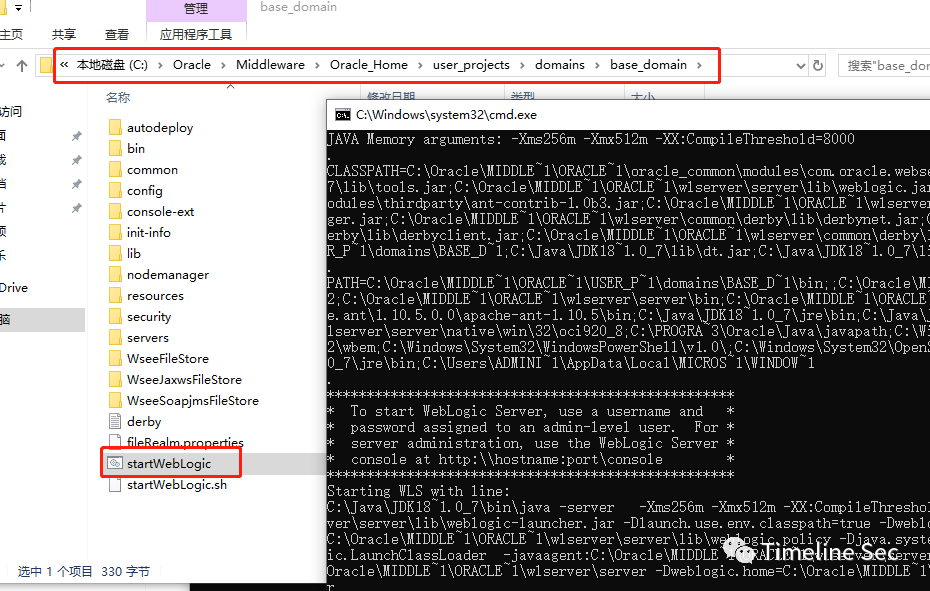 管理
base_domain
主页
共享
查看
应用程序工具
« 本地磁盘 (C:) › Oracle › Middleware › Oracle_Home › user_projects › domains › base_domain ›
搜索"base_dor
访问
Drive
脑
名称
修改日期
类型
大小
autodeploy
bin
common
config
console-ext
init-info
lib
nodemanager
resources
security
servers
WseeFileStore
WseeJaxwsFileStore
WseeSoapjmsFileStore
derby
fileRealm.properties
startWebLogic
startWebLogic.sh
选中 1 个项目 330 字节
C:\Windows\system32\cmd.exe
JAVA Memory arguments: -Xms256m -Xmx512m -XX:CompileThreshold=8000
.
CLASSPATH=C:\Oracle\MIDDLE~1\ORACLE~1\oracle_common\modules\com.oracle.webse
7\lib\tools.jar;C:\Oracle\MIDDLE~1\ORACLE~1\wlserver\server\lib\weblogic.jar
odules\thirdparty\ant-contrib-1.0b3.jar;C:\Oracle\MIDDLE~1\ORACLE~1\wlserver
ger.jar;C:\Oracle\MIDDLE~1\ORACLE~1\wlserver\common\derby\lib\derbynet.jar;C
erby\lib\derbyclient.jar;C:\Oracle\MIDDLE~1\ORACLE~1\wlserver\common\derby\l
R_P~1\domains\BASE_D~1;C:\Java\JDK18~1.0_7\lib\dt.jar;C:\Java\JDK18~1.0_7\li
.
PATH=C:\Oracle\MIDDLE~1\ORACLE~1\USER_P~1\domains\BASE_D~1\bin;;C:\Oracle\MI
2;C:\Oracle\MIDDLE~1\ORACLE~1\wlserver\server\bin;C:\Oracle\MIDDLE~1\ORACLE~
e.ant\1.10.5.0.0\apache-ant-1.10.5\bin;C:\Java\JDK18~1.0_7\jre\bin;C:\Java\J
lserver\server\native\win\32\oci920_8;C:\PROGRA~3\Oracle\Java\javapath;C:\Wi
2\wbem;C:\Windows\System32\WindowsPowerShell\v1.0\;C:\Windows\System32\OpenS
0_7\jre\bin;C:\Users\ADMINI~1\AppData\Local\MICROS~1\WINDOW~1
.
***************************************************
* To start WebLogic Server, use a username and *
* password assigned to an admin-level user. For *
* server administration, use the WebLogic Server *
* console at http:\\hostname:port\console *
***************************************************
Starting WLS with line:
C:\Java\JDK18~1.0_7\bin\java -server -Xms256m -Xmx512m -XX:CompileThreshol
ver\server\lib\weblogic-launcher.jar -Dlaunch.use.env.classpath=true -Dweblo
C:\Oracle\MIDDLE~1\ORACLE~1\wlserver\server\lib\weblogic.policy -Djava.syste
ic.LaunchClassLoader -javaagent:C:\Oracle\MIDDLE~1\ORACLE~1\wlserver\server
Oracle\MIDDLE~1\ORACLE~1\wlserver\server -Dweblogic.home=C:\Oracle\MIDDLE~1\
Timeline Sec